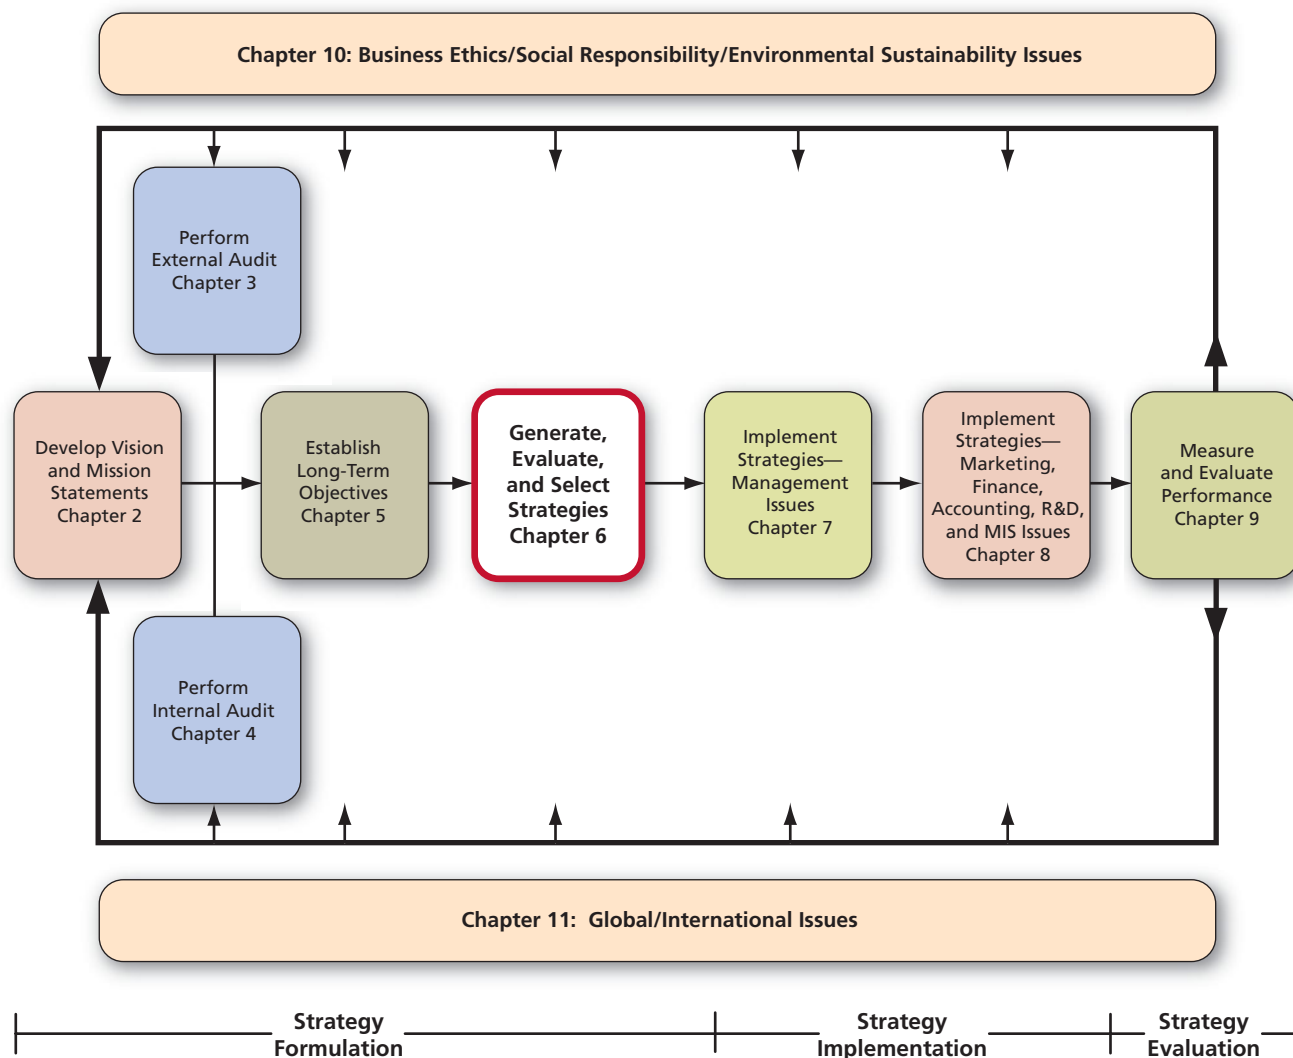 Chapter 10: Business Ethics/Social Responsibility/Environmental Sustainability Issues
Perform
External Audit
Chapter 3
Develop Vision
and Mission
Statements
Chapter 2
Establish
Long-Term
Objectives
Chapter 5
Generate,
Evaluate,
and Select
Strategies
Chapter 6
Implement
Strategies—
Management
Issues
Chapter 7
Implement
Strategies—
Marketing,
Finance,
Accounting, R&D,
and MIS Issues
Chapter 8
Measure
and Evaluate
Performance
Chapter 9
Perform
Internal Audit
Chapter 4
Chapter 11: Global/International Issues
Strategy
Formulation
Strategy
Implementation
Strategy
Evaluation